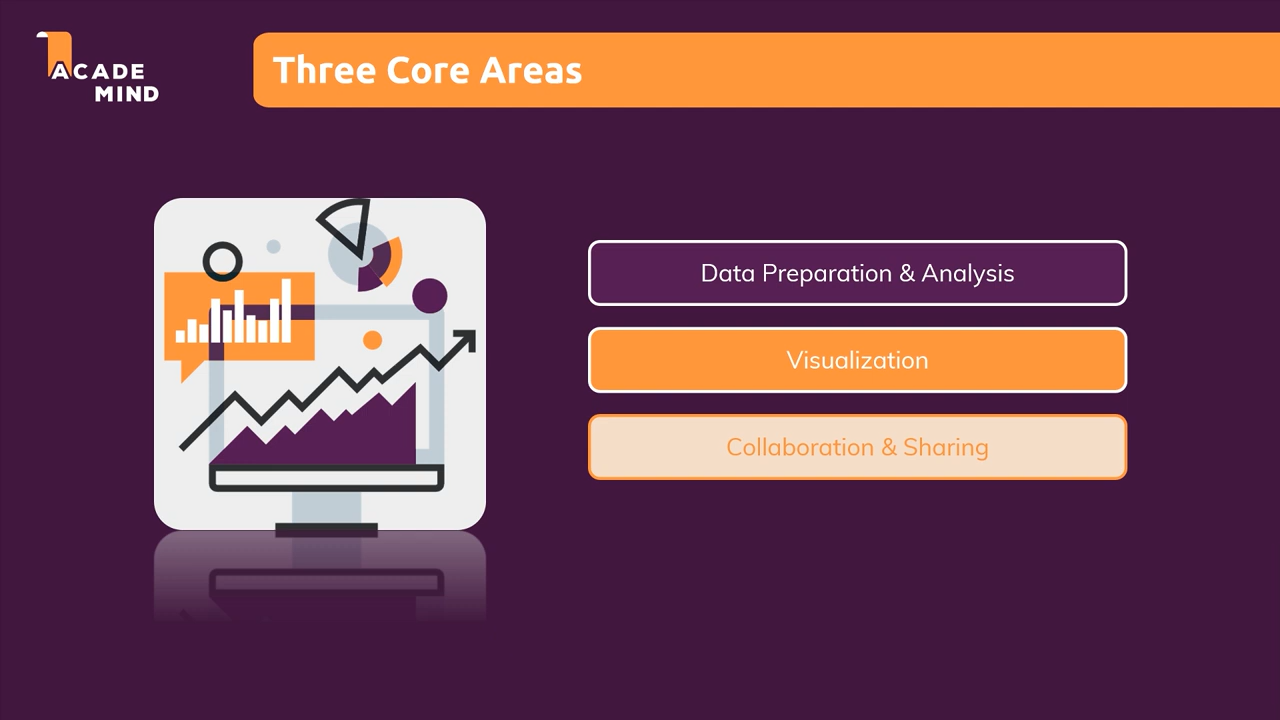 ACADE
MIND
Three Core Areas
Data Preparation & Analysis
Visualization
Collaboration & Sharing